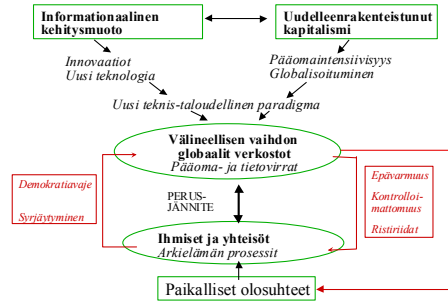 Informationaalinen
kehitysmuoto
Uudelleenrakenteistunut
kapitalismi
Innovaatiot
Uusi teknologia
Pääomaintensiivisyys
Globalisoituminen
Uusi teknis-taloudellinen paradigma
Välineellisen vaihdon
globaalit verkostot
Pääoma- ja tietovirrat
Demokratiavaje
Syrjäytyminen
PERUS-
JÄNNITE
Epävarmuus
Kontrolloi-
mattomuus
Ristiriidat
Ihmiset ja yhteisöt
Arkielämän prosessit
Paikalliset olosuhteet